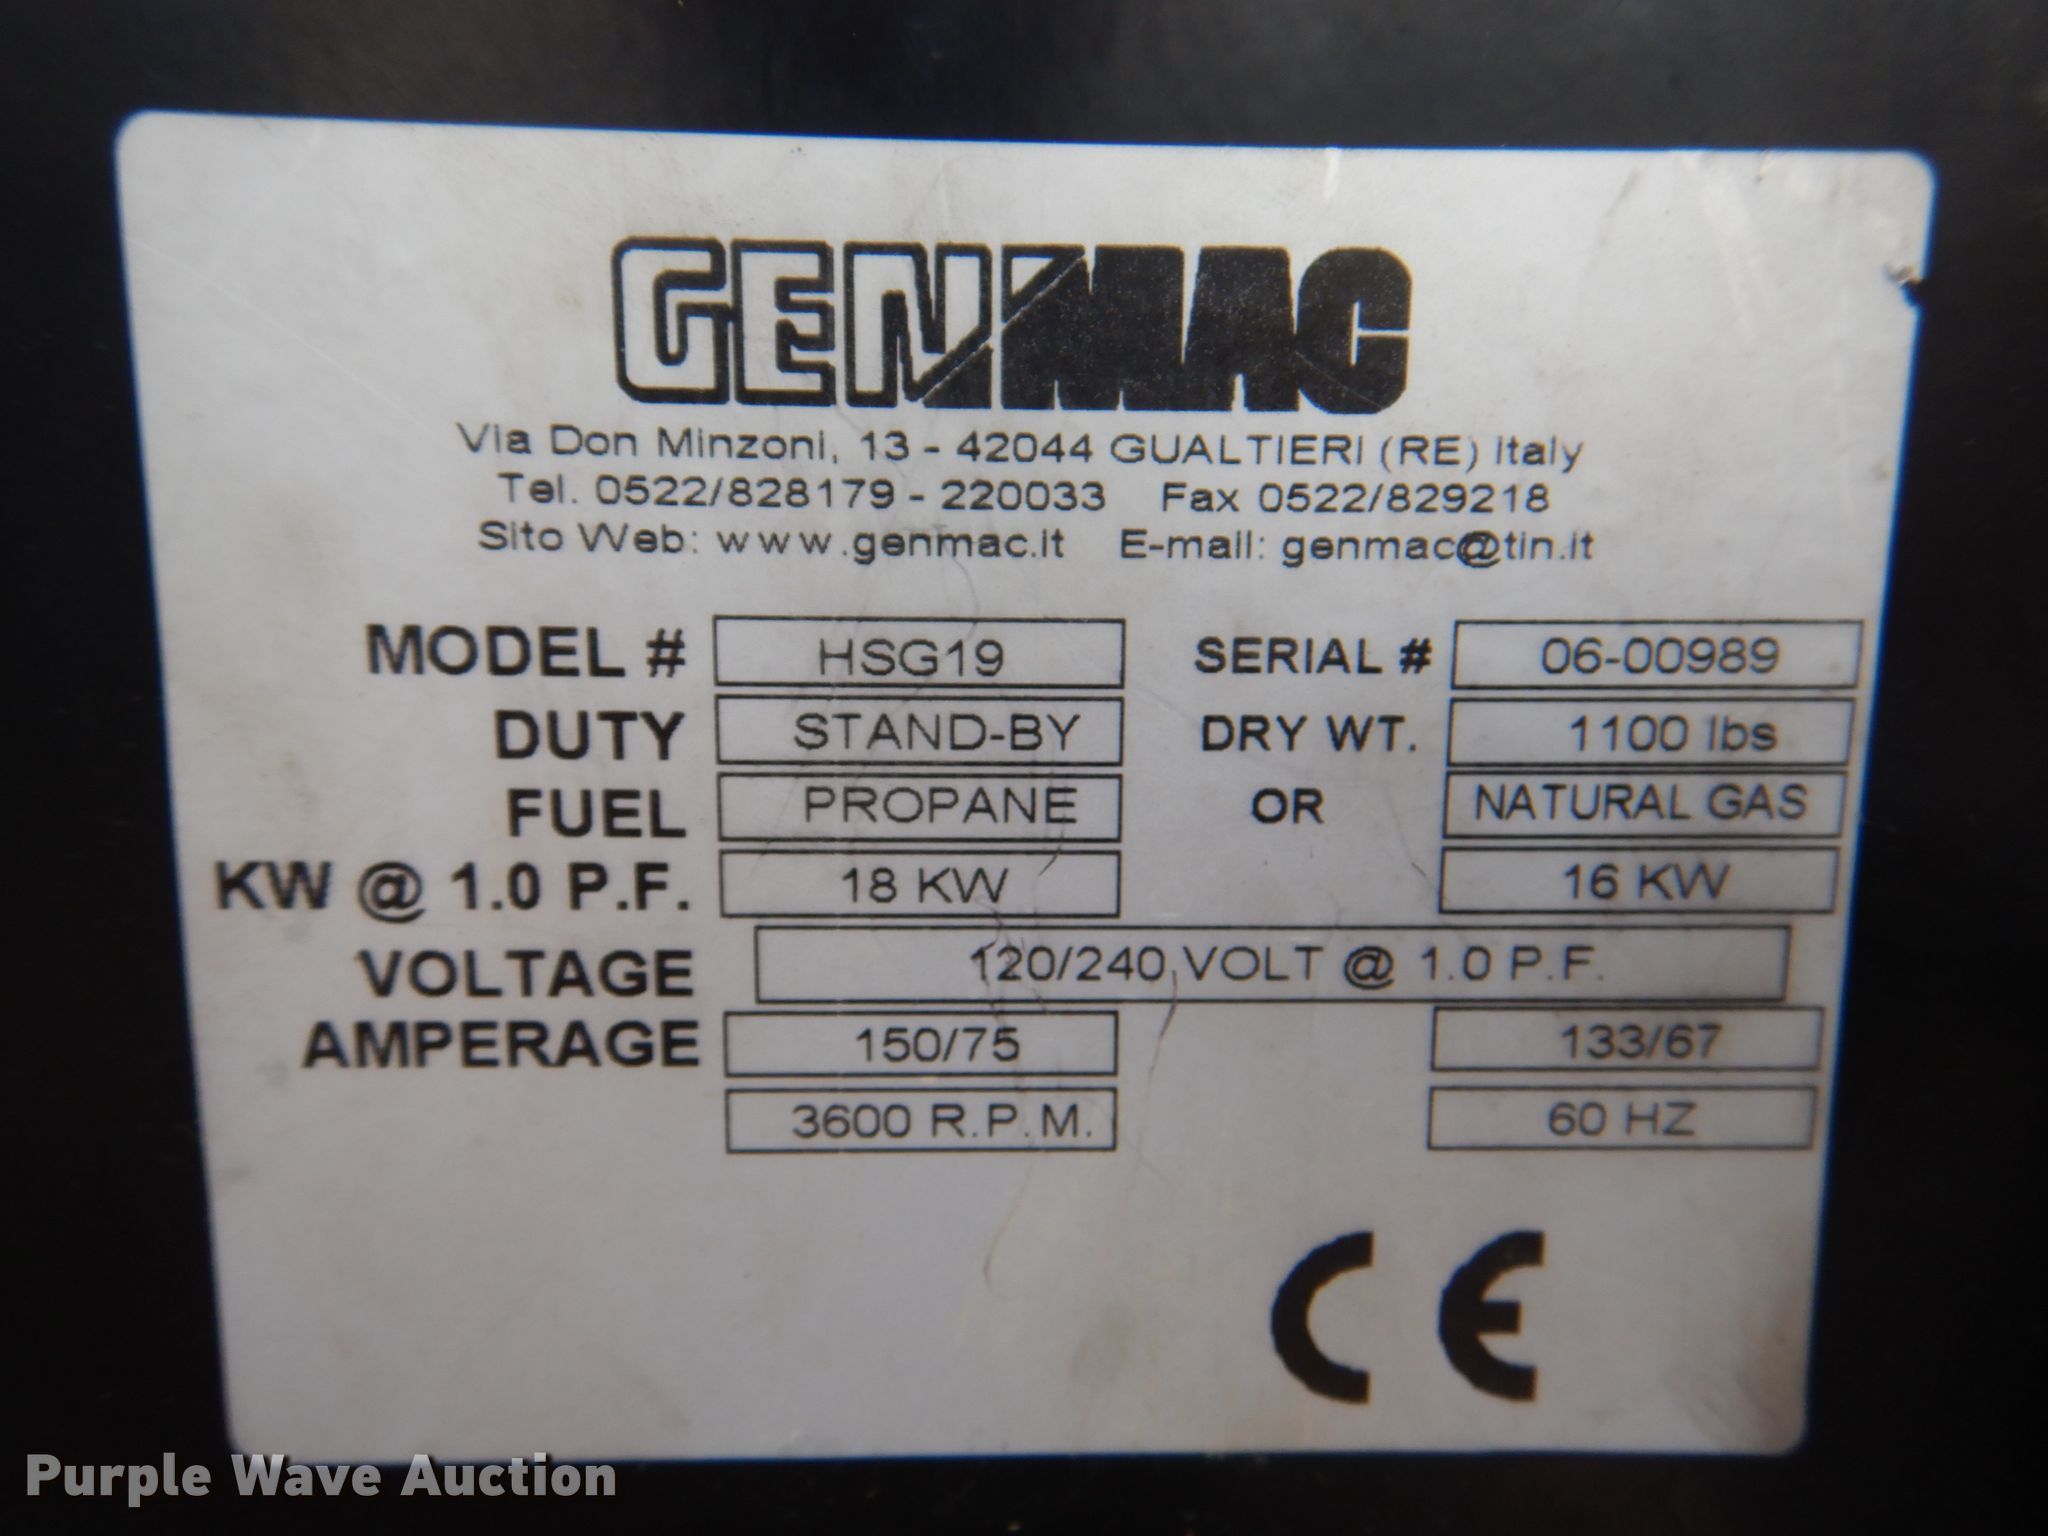 GENMAC
Via Don Minzoni, 13 - 42044 GUALTIERI (RE) Italy
Tel. 0522/828179 - 220033 Fax 0522/829218
Sito Web: www.genmac.it E-mail: genmac@tin.it
MODEL # HSG19 SERIAL # 06-00989
DUTY STAND-BY DRY WT. 1100 lbs
FUEL PROPANE OR NATURAL GAS
KW @ 1.0 P.F. 18 KW 16 KW
VOLTAGE 120/240 VOLT @ 1.0 P.F.
AMPERAGE 150/75 133/67
3600 R.P.M. 60 HZ
CE
Purple Wave Auction